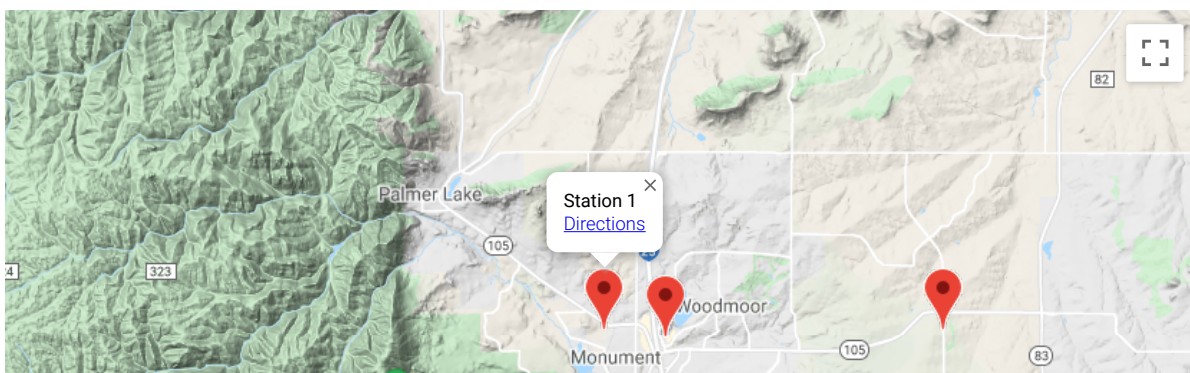 82
Palmer Lake
Station 1
Directions
105
25
323
Woodmoor
Monument
105
83